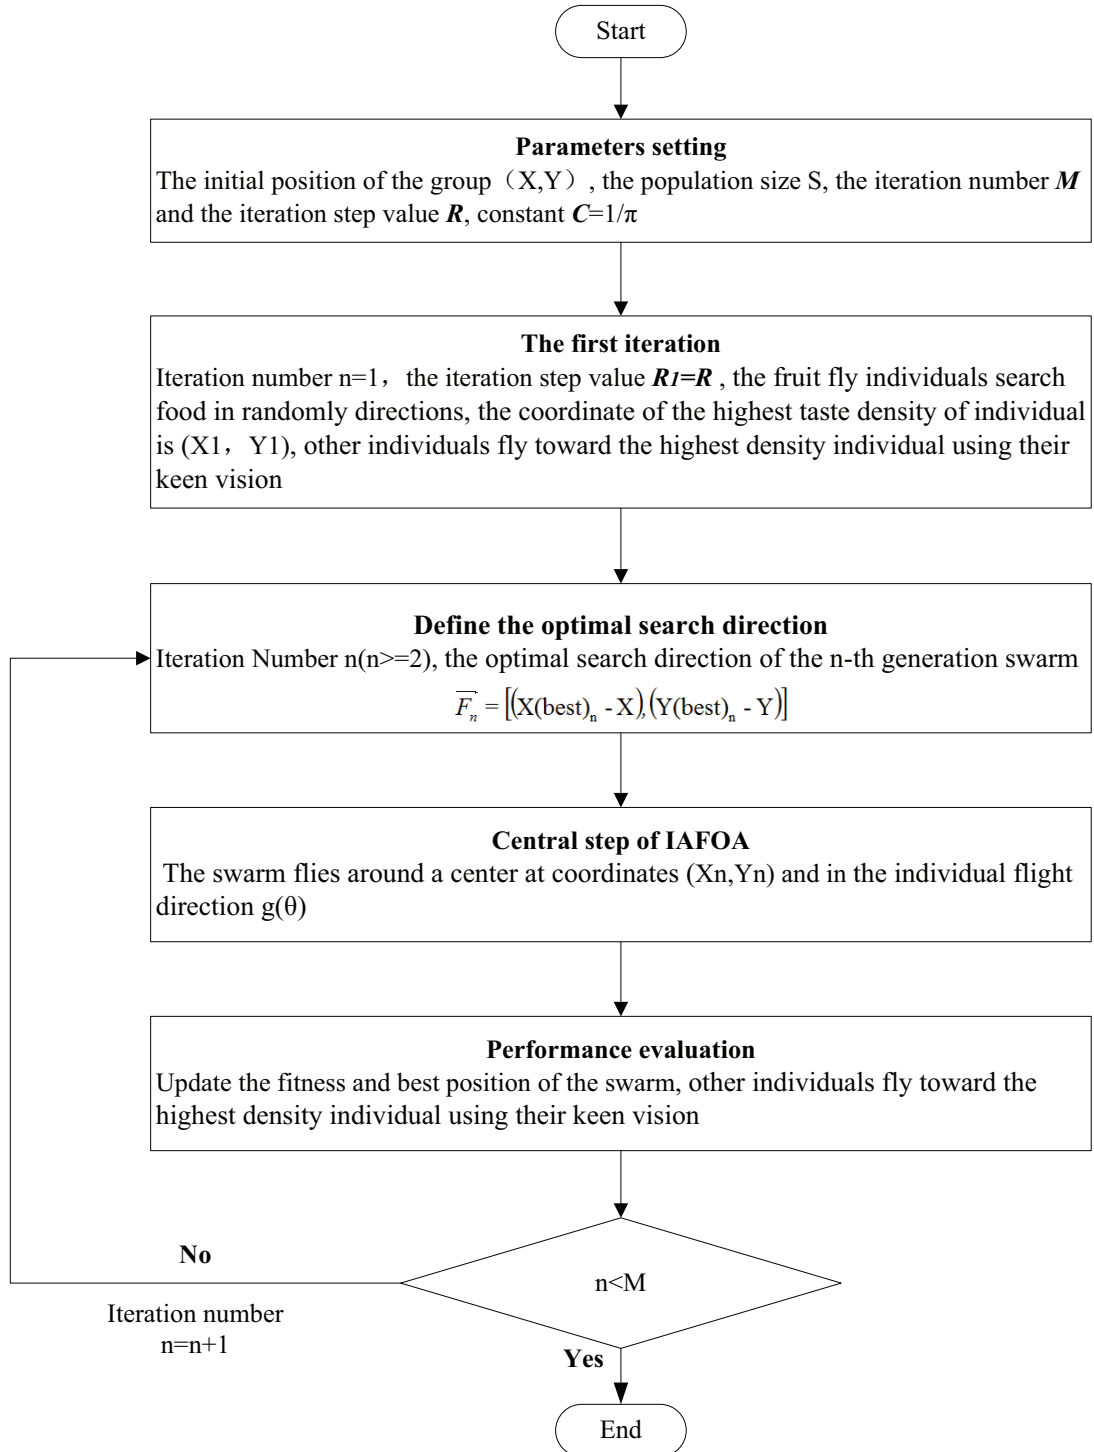 Start
Parameters setting
The initial position of the group（X,Y）, the population size S, the iteration number M
and the iteration step value R, constant C=1/π
The first iteration
Iteration number n=1，the iteration step value R1=R , the fruit fly individuals search
food in randomly directions, the coordinate of the highest taste density of individual
is (X1，Y1), other individuals fly toward the highest density individual using their
keen vision
Define the optimal search direction
Iteration Number n(n>=2), the optimal search direction of the n-th generation swarm
$\overrightarrow{F_n} = [(X(best)_n - X),(Y(best)_n - Y)]$
Central step of IAFOA
The swarm flies around a center at coordinates (Xn,Yn) and in the individual flight
direction g(θ)
Performance evaluation
Update the fitness and best position of the swarm, other individuals fly toward the
highest density individual using their keen vision
No
n<M
Iteration number
n=n+1
Yes
End